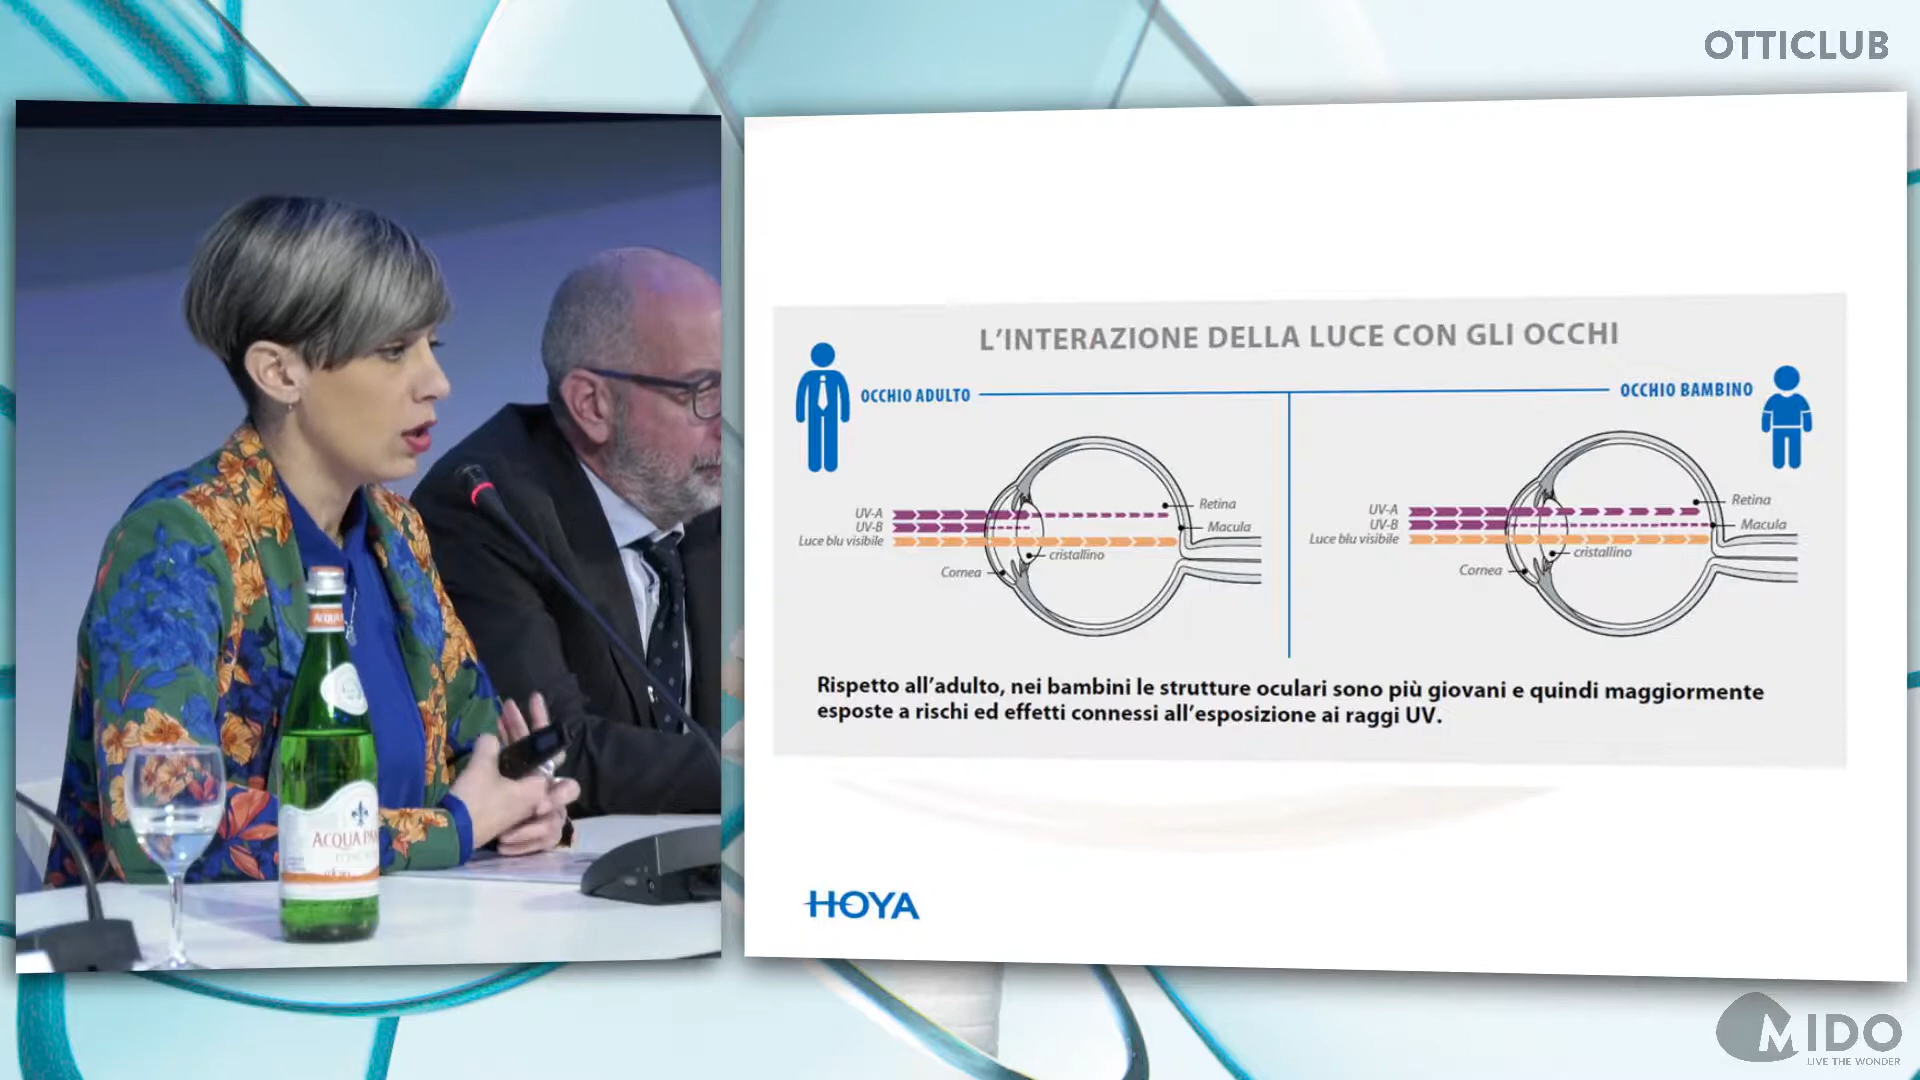 OTTICLUB
L'INTERAZIONE DELLA LUCE CON GLI OCCHI
OCCHIO ADULTO
OCCHIO BAMBINO
UV-A
UV-B
Luce blu visibile
Cornea
cristallino
Retina
Macula
UV-A
UV-B
Luce blu visibile
Cornea
cristallino
Retina
Macula
Rispetto all'adulto, nei bambini le strutture oculari sono più giovani e quindi maggiormente
esposte a rischi ed effetti connessi all'esposizione ai raggi UV.
HOYA
ACQUA
MIDO
LIVE THE WONDER